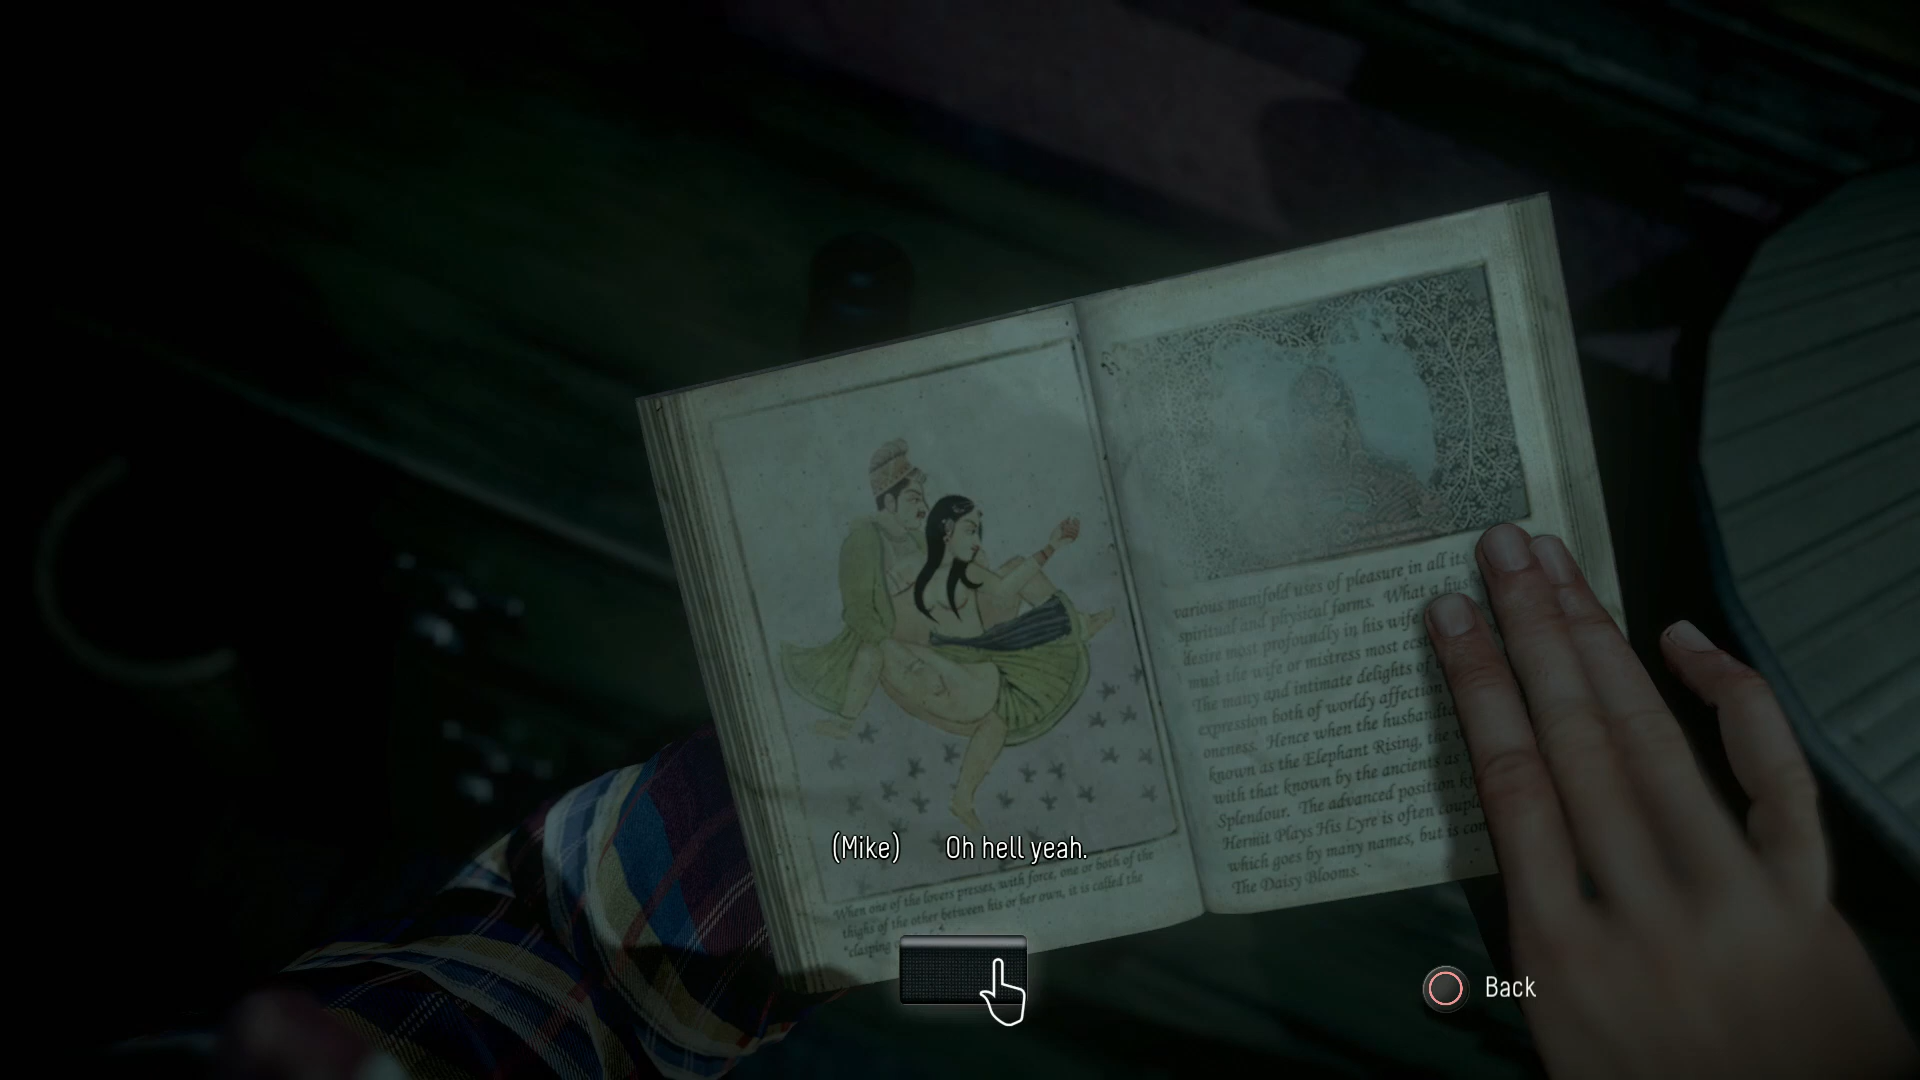 various manifold uses of pleasure in all its
spiritual and physical forms. What a
desire most profoundly in his wife
must the wife or mistress most
The many and intimate delights of
expression both of worldy affection
oneness. Hence when the
known as the Elephant Rising, the
with that known by the ancients as
Splendour. The advanced position
Hermit Plays His Lyre is often
which goes by many names, but is
The Daisy Blooms.
(Mike) Oh hell yeah.
When one of the lovers presses, with force, one or both of the
thighs of the other between his or her own, it is called the
"clasping
Back